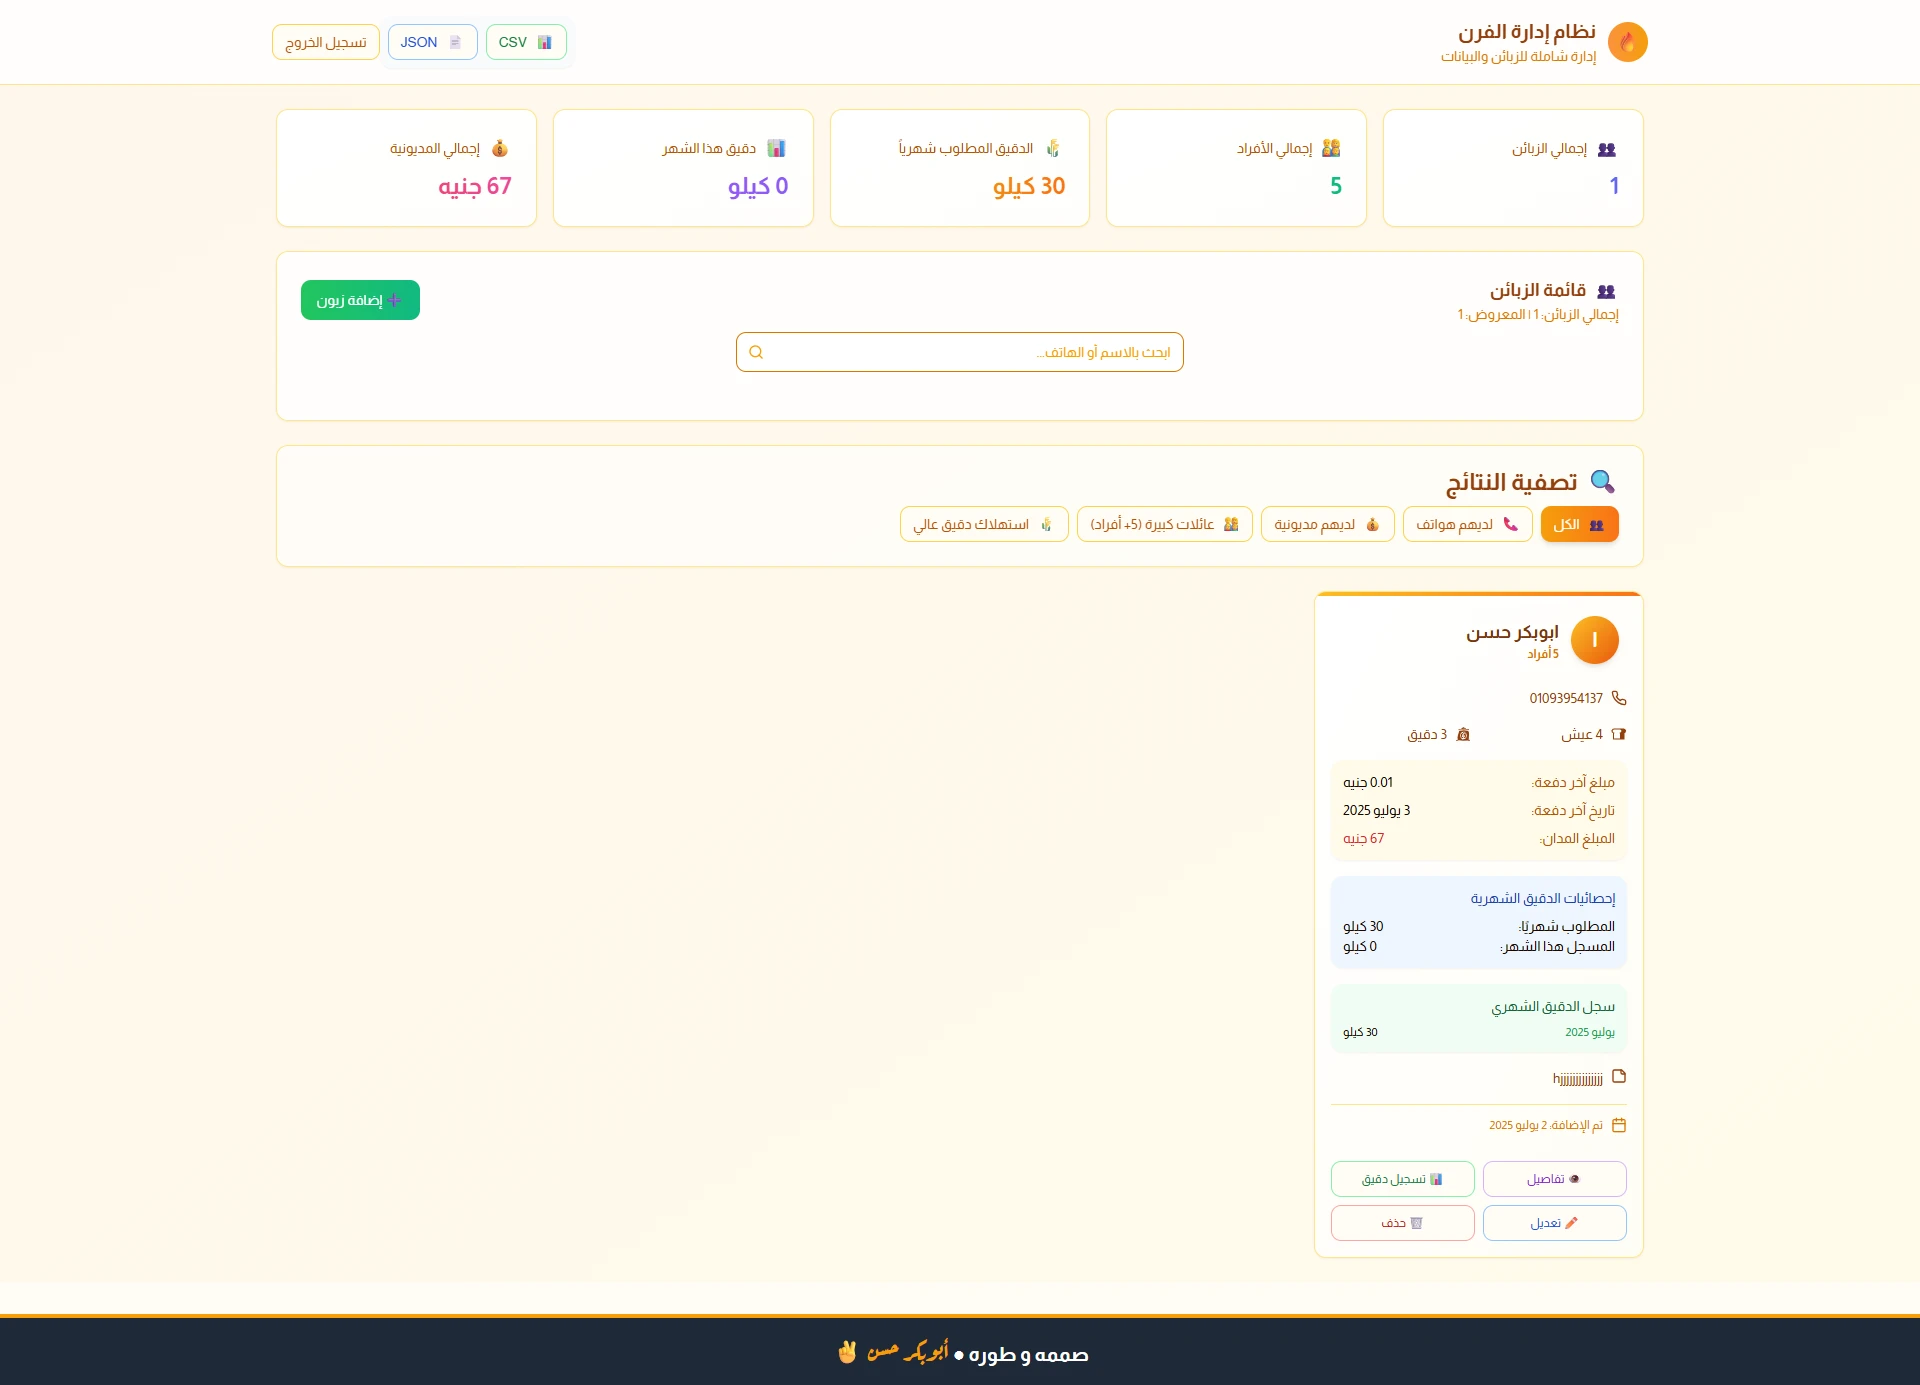 نظام إدارة الفرن
إدارة شاملة للزبائن والبيانات
CSV
JSON
تسجيل الخروج
إجمالي الزبائن
1
إجمالي الأفراد
5
الدقيق المطلوب شهرياً
30 كيلو
دقيق هذا الشهر
0 كيلو
إجمالي المديونية
67 جنيه
قائمة الزبائن
إجمالي الزبائن: 1 | المعروض: 1
إضافة زبون
ابحث بالاسم أو الهاتف...
تصفية النتائج
الكل
لديهم هواتف
لديهم مديونية
عائلات كبيرة (5+ أفراد)
استهلاك دقيق عالي
ا
ابوبكر حسن
5 أفراد
01093954137
4 عيش
3 دقيق
مبلغ آخر دفعة: 0.01 جنيه
تاريخ آخر دفعة: 3 يوليو 2025
المبلغ المدان: 67 جنيه
إحصائيات الدقيق الشهرية
المطلوب شهريًا: 30 كيلو
المسجل هذا الشهر: 0 كيلو
سجل الدقيق الشهري
يوليو 2025 30 كيلو
hjjjjjjjjjjjjjjj
تم الإضافة: 2 يوليو 2025
تفاصيل
تسجيل دقيق
تعديل
حذف
صممه و طوره ● أبوبكر حسن ✌